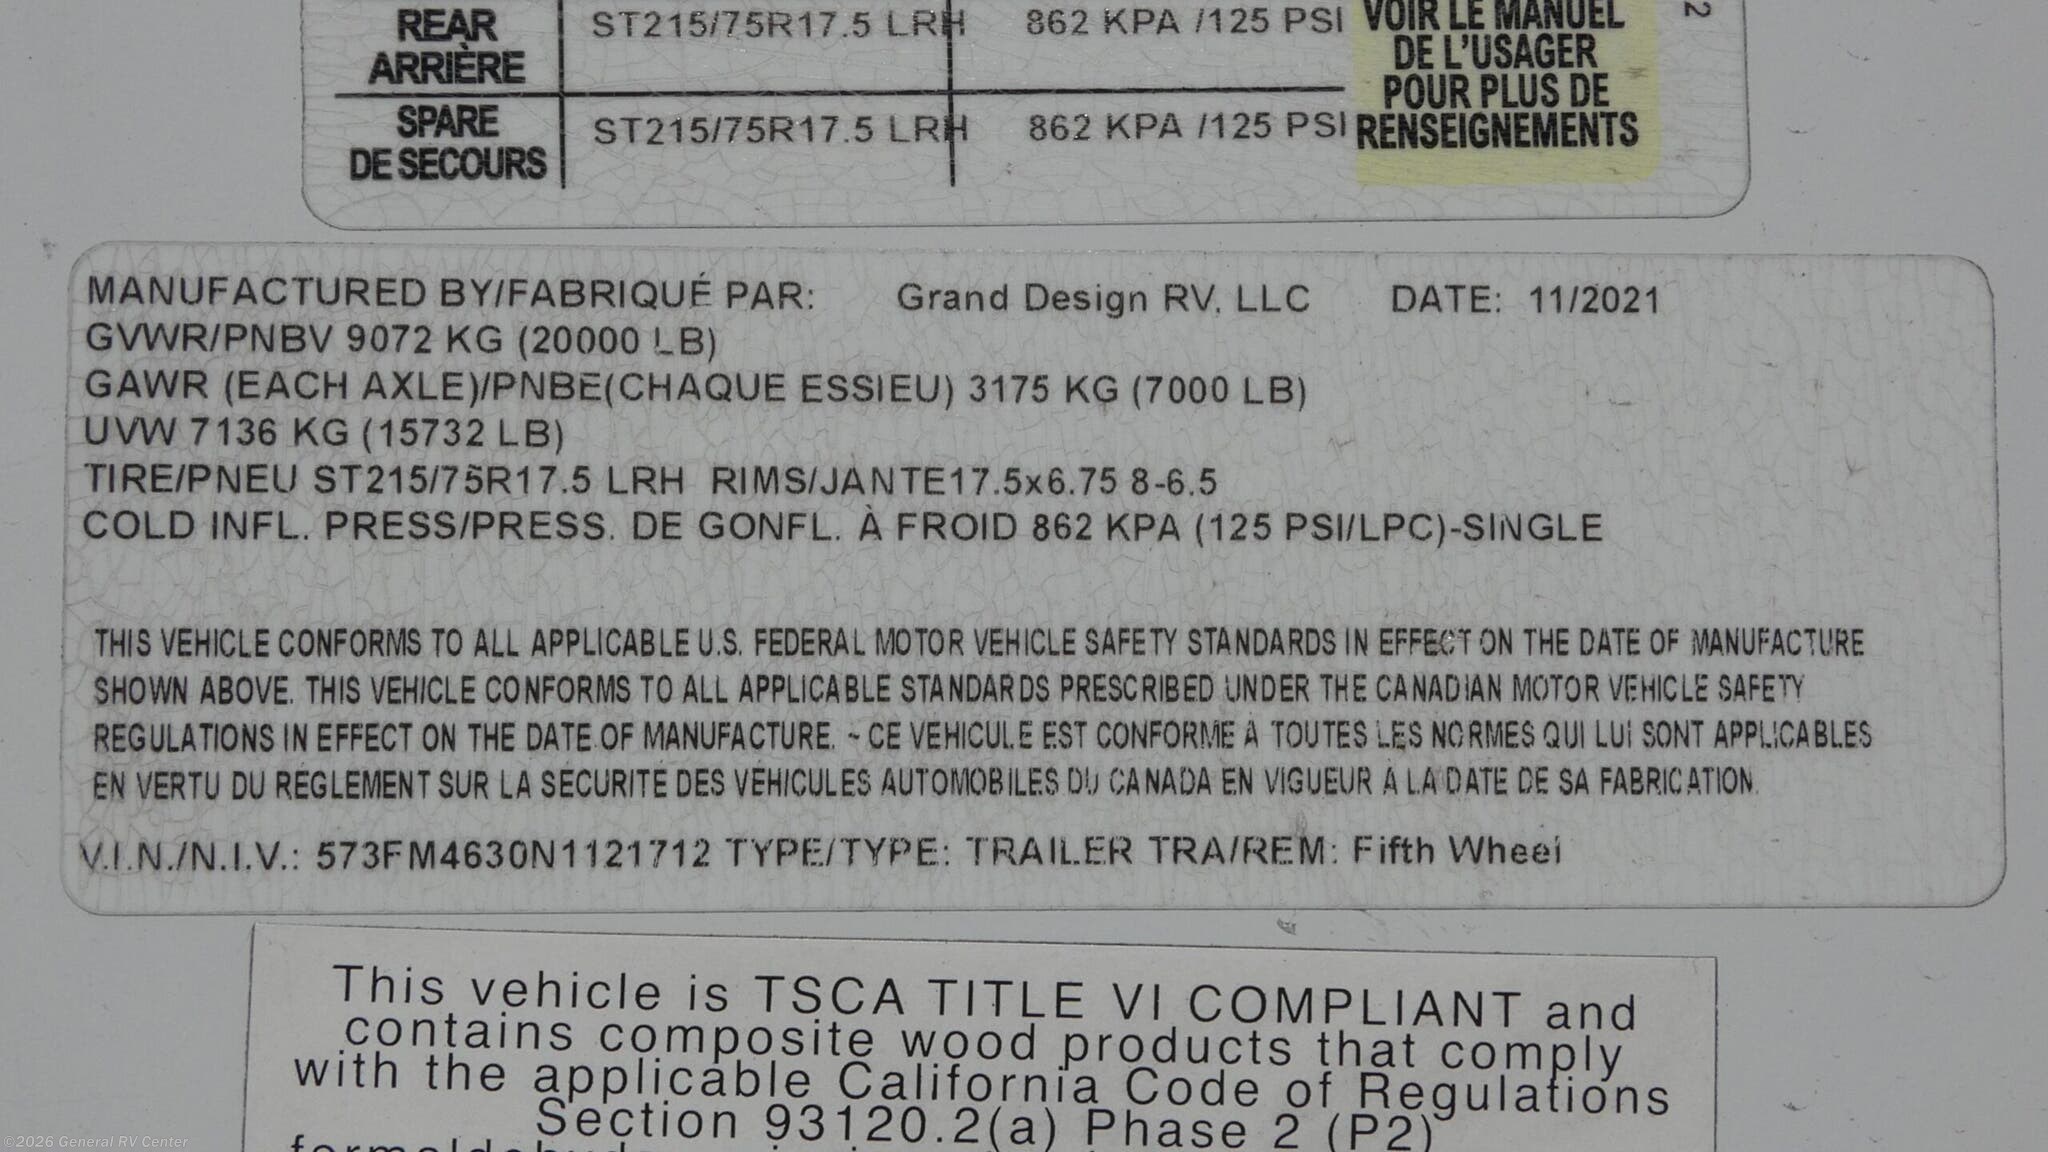 REAR
ARRIÈRE
ST215/75R17.5 LRH 862 KPA /125 PSI
SPARE
DE SECOURS
ST215/75R17.5 LRH 862 KPA /125 PSI
VOIR LE MANUEL
DE L'USAGER
POUR PLUS DE
RENSEIGNEMENTS
2
MANUFACTURED BY/FABRIQUÉ PAR: Grand Design RV, LLC DATE: 11/2021
GVWR/PNBV 9072 KG (20000 LB)
GAWR (EACH AXLE)/PNBE(CHAQUE ESSIEU) 3175 KG (7000 LB)
UVW 7136 KG (15732 LB)
TIRE/PNEU ST215/75R17.5 LRH RIMS/JANTE17.5x6.75 8-6.5
COLD INFL. PRESS/PRESS. DE GONFL. À FROID 862 KPA (125 PSI/LPC)-SINGLE
THIS VEHICLE CONFORMS TO ALL APPLICABLE U.S. FEDERAL MOTOR VEHICLE SAFETY STANDARDS IN EFFECT ON THE DATE OF MANUFACTURE
SHOWN ABOVE. THIS VEHICLE CONFORMS TO ALL APPLICABLE STANDARDS PRESCRIBED UNDER THE CANADIAN MOTOR VEHICLE SAFETY
REGULATIONS IN EFFECT ON THE DATE OF MANUFACTURE. ~ CE VEHICULE EST CONFORME À TOUTES LES NORMES QUI LUI SONT APPLICABLES
EN VERTU DU RÉGLEMENT SUR LA SÉCURITÉ DES VÉHICULES AUTOMOBILES DU CANADA EN VIGUEUR À LA DATE DE SA FABRICATION.
V.I.N./N.I.V.: 573FM4630N1121712 TYPE/TYPE: TRAILER TRA/REM: Fifth Wheel
This vehicle is TSCA TITLE VI COMPLIANT and
contains composite wood products that comply
with the applicable California Code of Regulations
Section 93120.2(a) Phase 2 (P2)
©2026 General RV Center